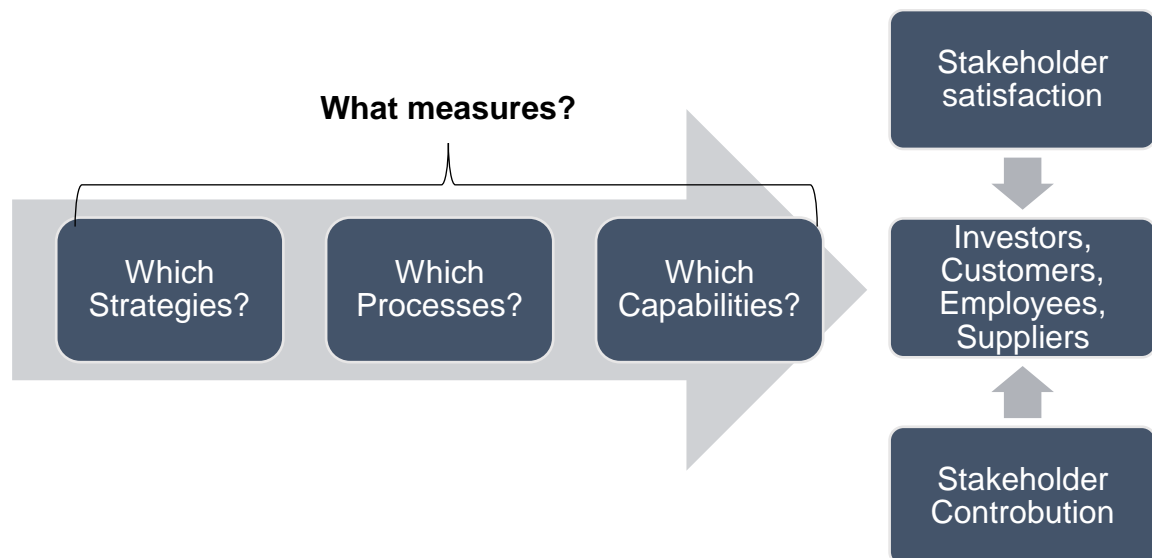 What measures?
Which
Strategies?
Which
Processes?
Which
Capabilities?
Stakeholder
satisfaction
Investors,
Customers,
Employees,
Suppliers
Stakeholder
Controbution